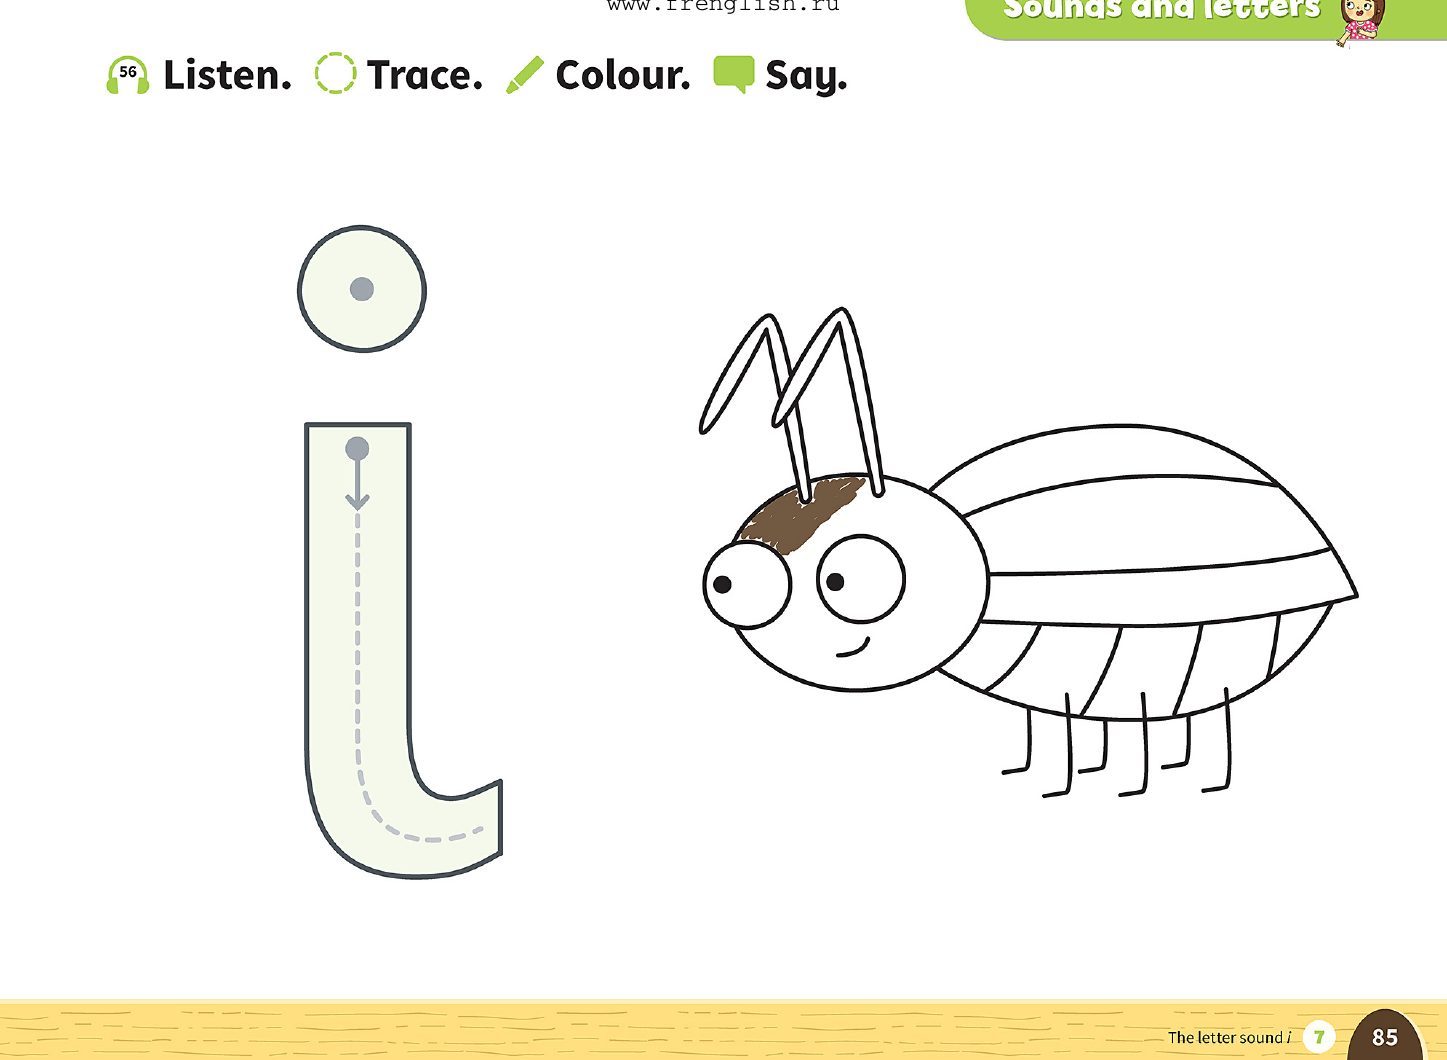 www.frenglish.ru
Sounds and letters
56 Listen. Trace. Colour. Say.
i
The letter sound i 7 85